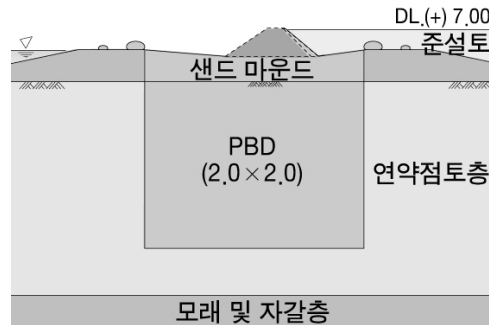 DL.(+) 7.00
준설토
샌드 마운드
PBD
(2.0×2.0)
연약점토층
모래 및 자갈층